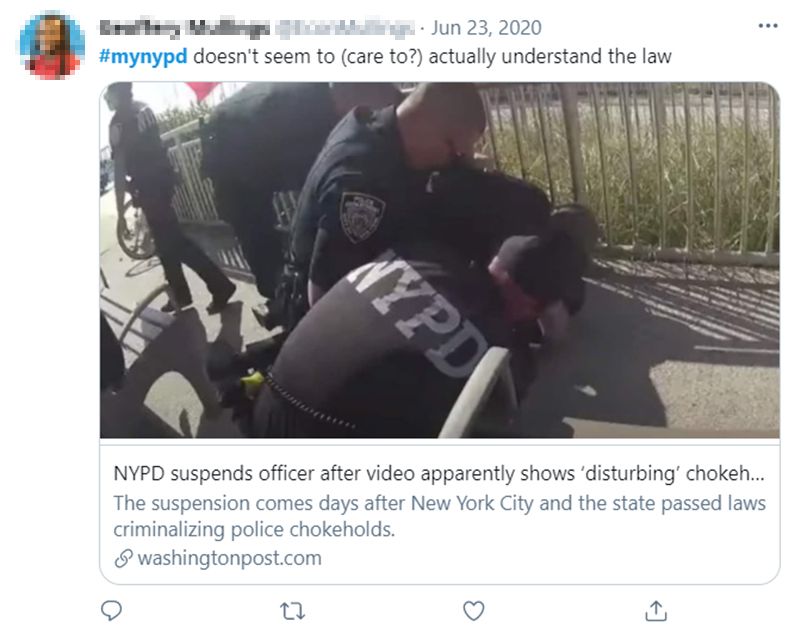 · Jun 23, 2020
#mynypd doesn't seem to (care to?) actually understand the law
NYPD
NYPD suspends officer after video apparently shows ‘disturbing’ chokeh...
The suspension comes days after New York City and the state passed laws
criminalizing police chokeholds.
washingtonpost.com